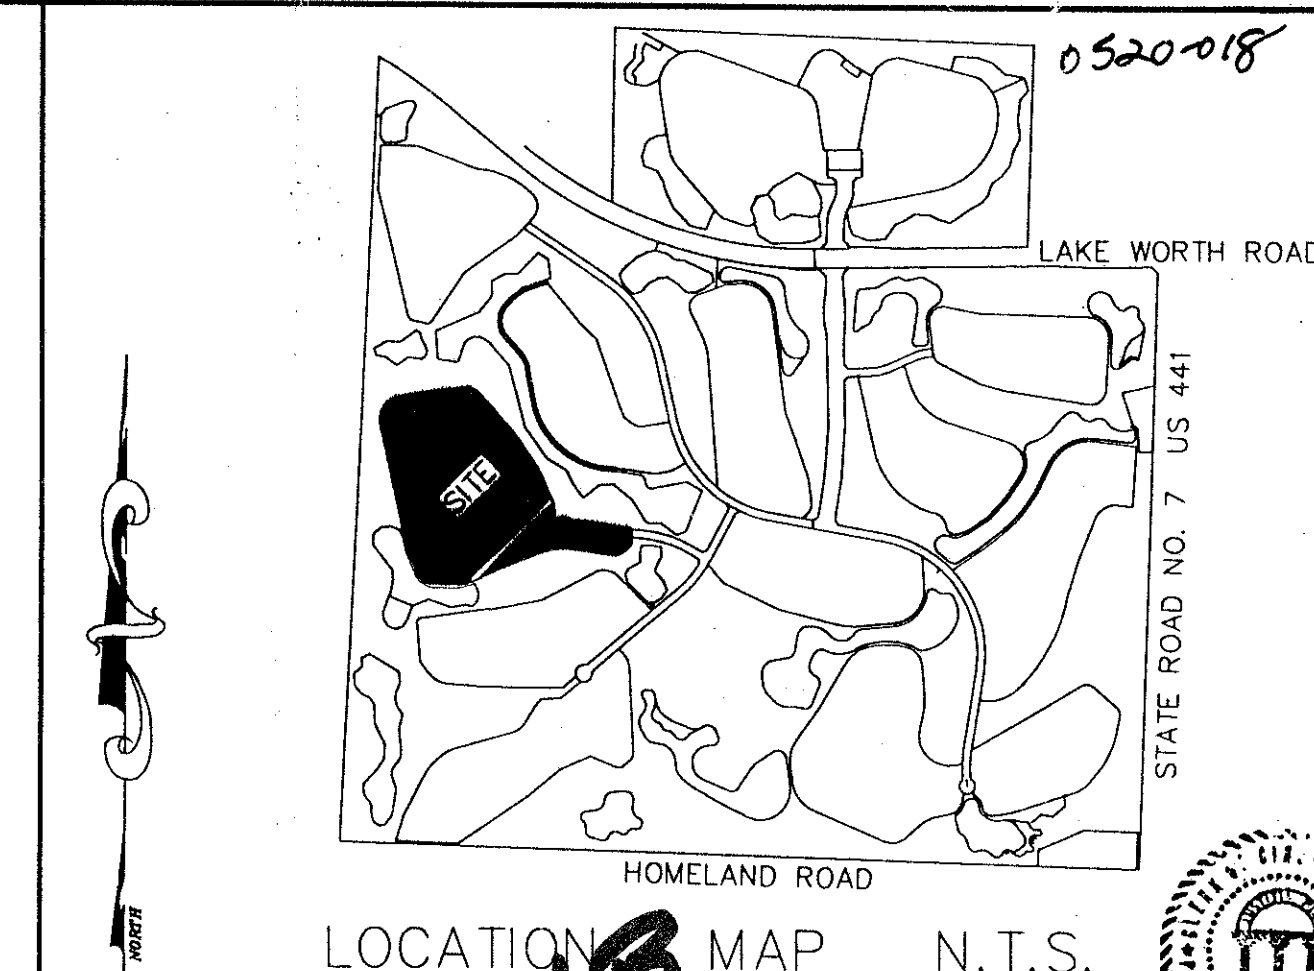 0520-018
LAKE WORTH ROAD
STATE ROAD NO. 7 US 441
SITE
HOMELAND ROAD
NORTH
LOCATION MAP N.T.S.